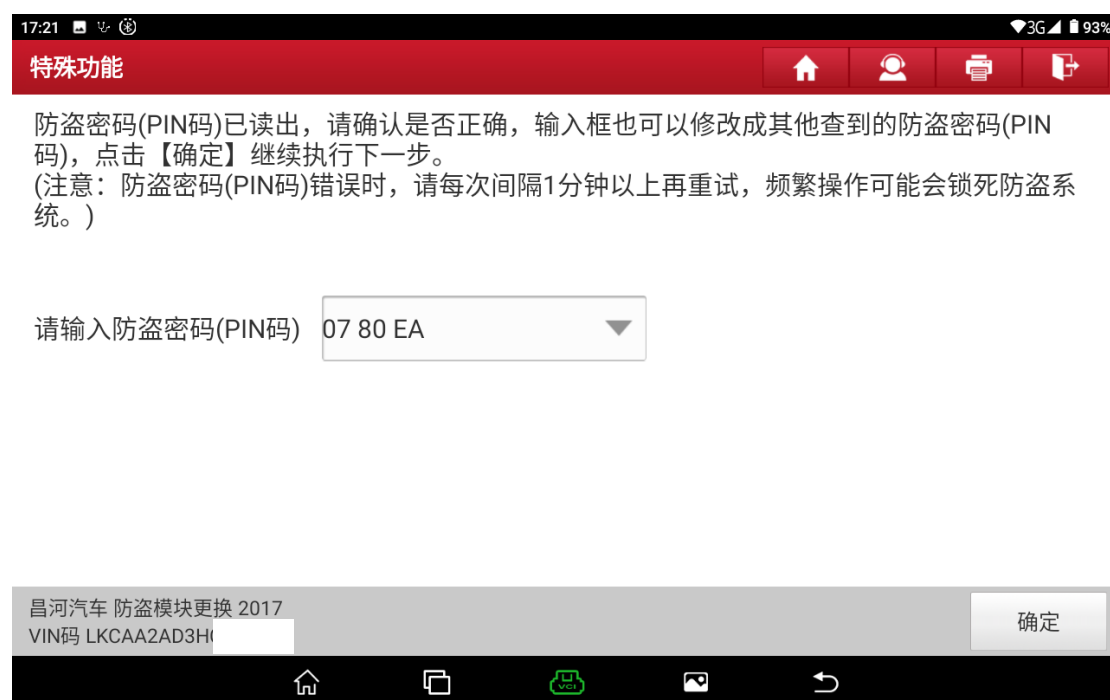 17:21 3G 93%
特殊功能
防盗密码(PIN码)已读出，请确认是否正确，输入框也可以修改成其他查到的防盗密码(PIN
码)，点击【确定】继续执行下一步。
(注意：防盗密码(PIN码)错误时，请每次间隔1分钟以上再重试，频繁操作可能会锁死防盗系
统。)
请输入防盗密码(PIN码) 07 80 EA
昌河汽车 防盗模块更换 2017
VIN码 LKCAA2AD3H
确定
VCI